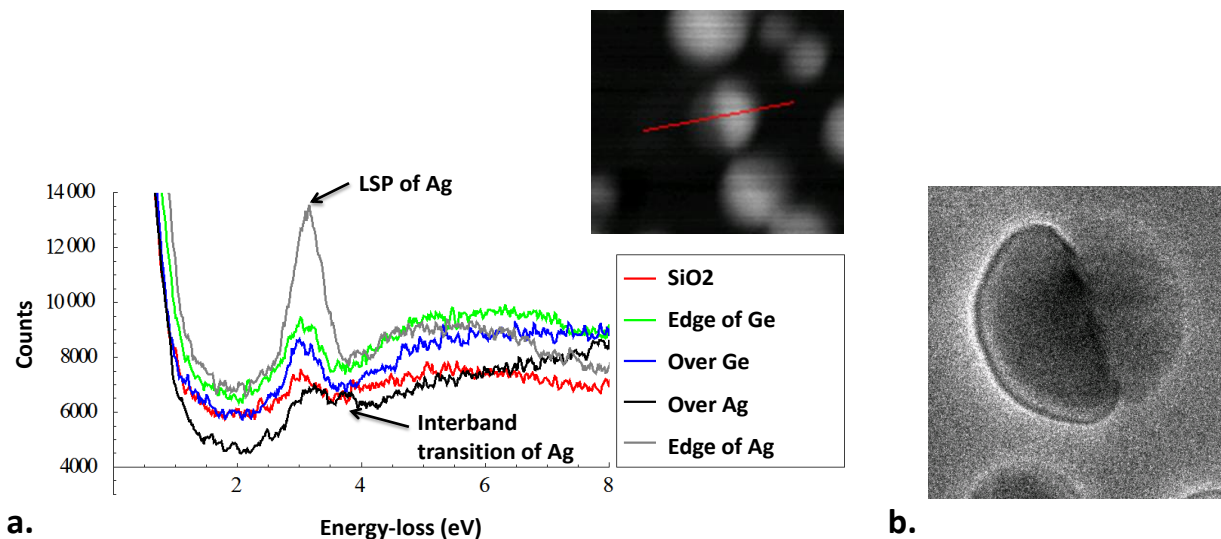 14 000
12 000
10 000
8000
6000
4000
Counts
2
4
6
8
Energy-loss (eV)
LSP of Ag
Interband
transition of Ag
SiO2
Edge of Ge
Over Ge
Over Ag
Edge of Ag
a.
b.